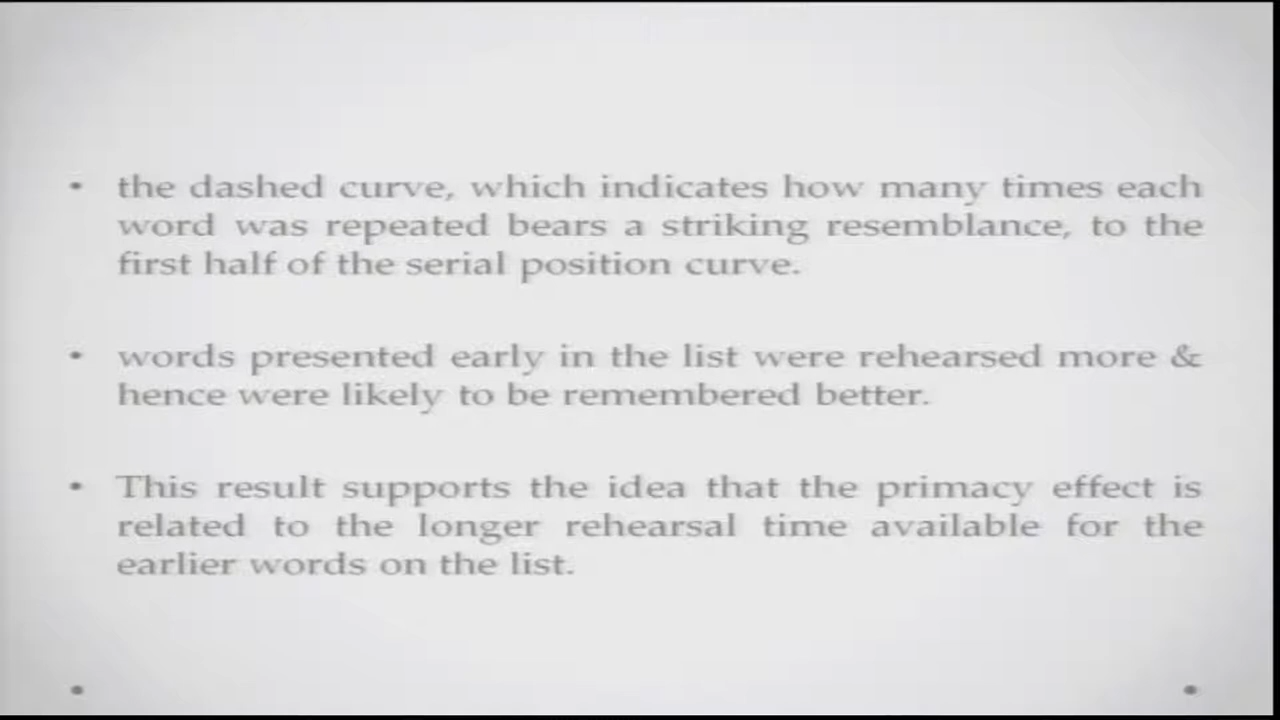 • the dashed curve, which indicates how many times each
word was repeated bears a striking resemblance, to the
first half of the serial position curve.
• words presented early in the list were rehearsed more &
hence were likely to be remembered better.
• This result supports the idea that the primacy effect is
related to the longer rehearsal time available for the
earlier words on the list.